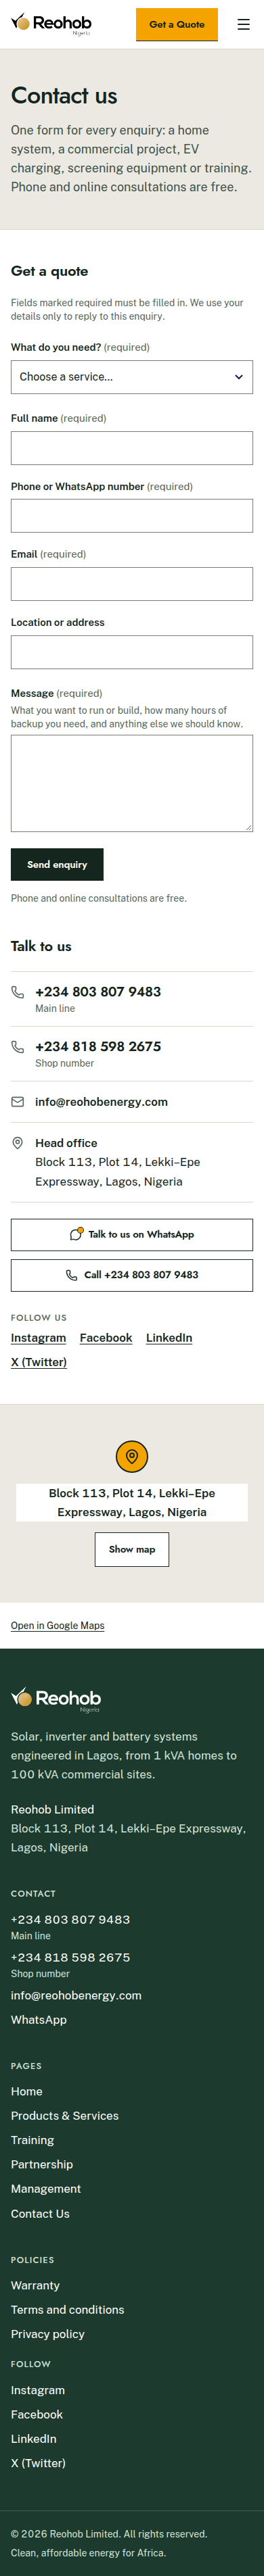 Reohob
Nigeria
Get a Quote
Contact us
One form for every enquiry: a home
system, a commercial project, EV
charging, screening equipment or training.
Phone and online consultations are free.
Get a quote
Fields marked required must be filled in. We use your
details only to reply to this enquiry.
What do you need? (required)
Choose a service...
Full name (required)
Phone or WhatsApp number (required)
Email (required)
Location or address
Message (required)
What you want to run or build, how many hours of
backup you need, and anything else we should know.
Send enquiry
Phone and online consultations are free.
Talk to us
+234 803 807 9483
Main line
+234 818 598 2675
Shop number
info@reohobenergy.com
Head office
Block 113, Plot 14, Lekki–Epe
Expressway, Lagos, Nigeria
Talk to us on WhatsApp
Call +234 803 807 9483
FOLLOW US
Instagram Facebook LinkedIn
X (Twitter)
Block 113, Plot 14, Lekki–Epe
Expressway, Lagos, Nigeria
Show map
Open in Google Maps
Reohob
Nigeria
Solar, inverter and battery systems
engineered in Lagos, from 1 kVA homes to
100 kVA commercial sites.
Reohob Limited
Block 113, Plot 14, Lekki–Epe Expressway,
Lagos, Nigeria
CONTACT
+234 803 807 9483
Main line
+234 818 598 2675
Shop number
info@reohobenergy.com
WhatsApp
PAGES
Home
Products & Services
Training
Partnership
Management
Contact Us
POLICIES
Warranty
Terms and conditions
Privacy policy
FOLLOW
Instagram
Facebook
LinkedIn
X (Twitter)
© 2026 Reohob Limited. All rights reserved.
Clean, affordable energy for Africa.